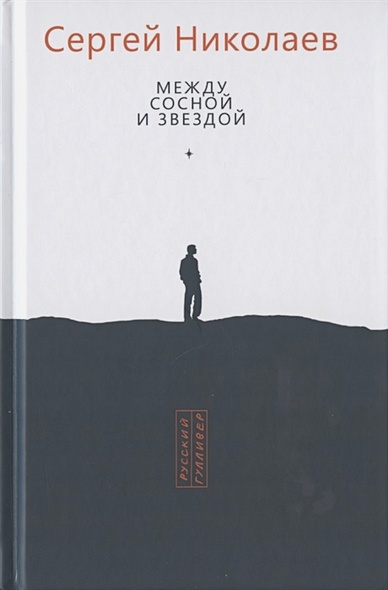 Сергей Николаев
МЕЖДУ
СОСНОЙ
И ЗВЕЗДОЙ
РУССКИЙ
ГУЛЛИВЕР